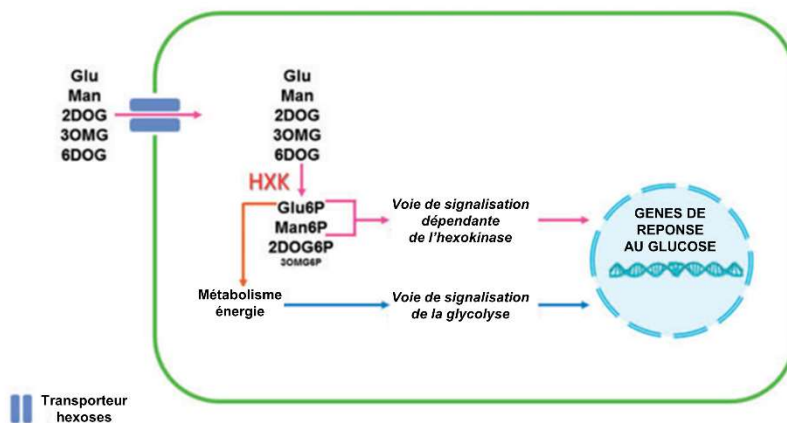 Glu
Man
2DOG
3OMG
6DOG
Glu
Man
2DOG
3OMG
6DOG
HXK
Glu6P
Man6P
2DOG6P
3OMG6P
Voie de signalisation
dépendante
de l'hexokinase
GENES DE
REPONSE
AU GLUCOSE
Métabolisme
énergie
Voie de signalisation
de la glycolyse
Transporteur
hexoses